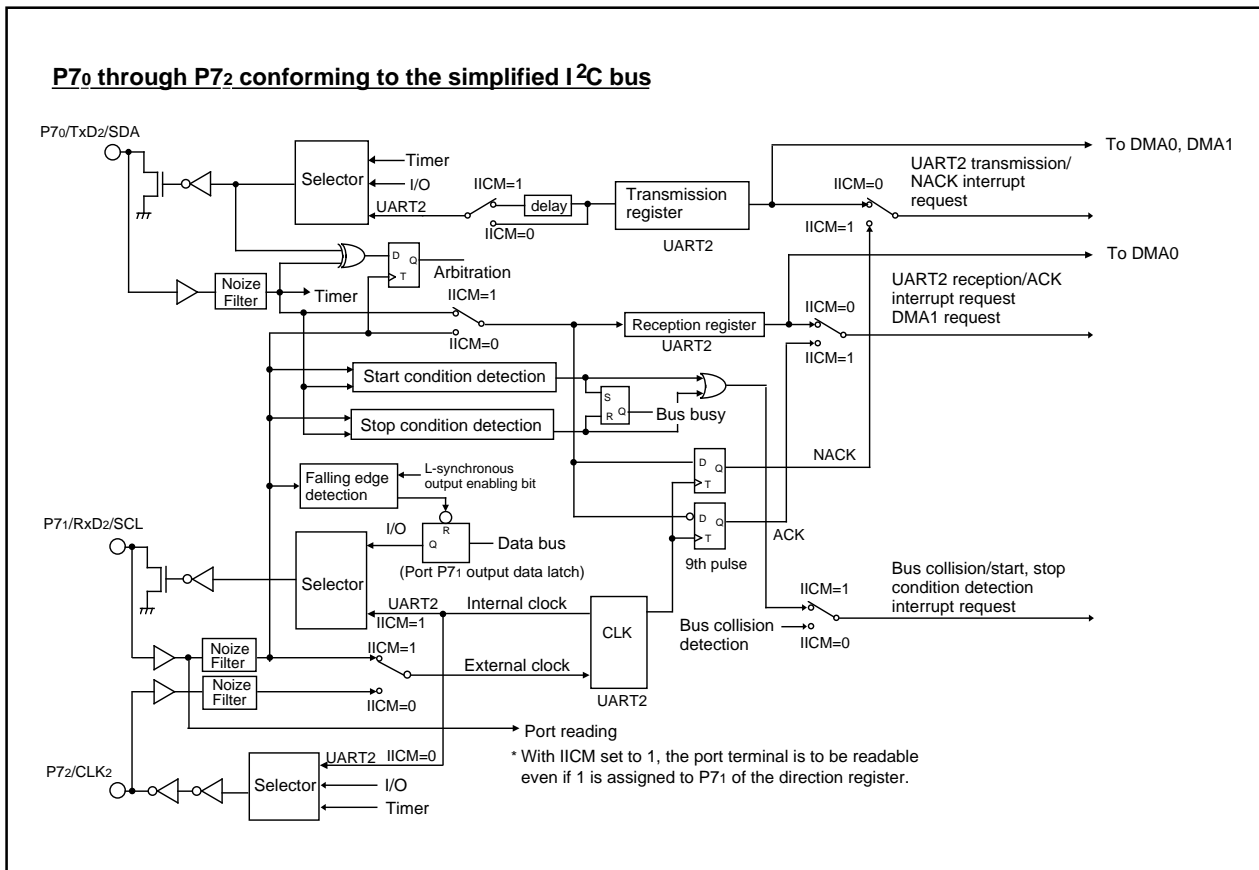 P70 through P72 conforming to the simplified I2C bus
P70/TxD2/SDA
Timer
I/O
UART2
Selector
IICM=1
delay
IICM=0
Transmission
register
UART2
To DMA0, DMA1
UART2 transmission/
NACK interrupt
request
IICM=0
IICM=1
D
Q
T
Arbitration
Noize
Filter
Timer
IICM=1
IICM=0
Reception register
UART2
To DMA0
UART2 reception/ACK
interrupt request
DMA1 request
IICM=0
IICM=1
Start condition detection
S
R
Q
Bus busy
Stop condition detection
Falling edge
detection
L-synchronous
output enabling bit
D
Q
T
NACK
D
Q
T
ACK
9th pulse
P71/RxD2/SCL
I/O
R
Q
Data bus
(Port P71 output data latch)
Selector
UART2
IICM=1
Internal clock
CLK
UART2
Bus collision/start, stop
condition detection
interrupt request
IICM=1
Bus collision
detection
IICM=0
Noize
Filter
IICM=1
External clock
Noize
Filter
IICM=0
Port reading
* With IICM set to 1, the port terminal is to be readable
even if 1 is assigned to P71 of the direction register.
P72/CLK2
UART2
IICM=0
Selector
I/O
Timer